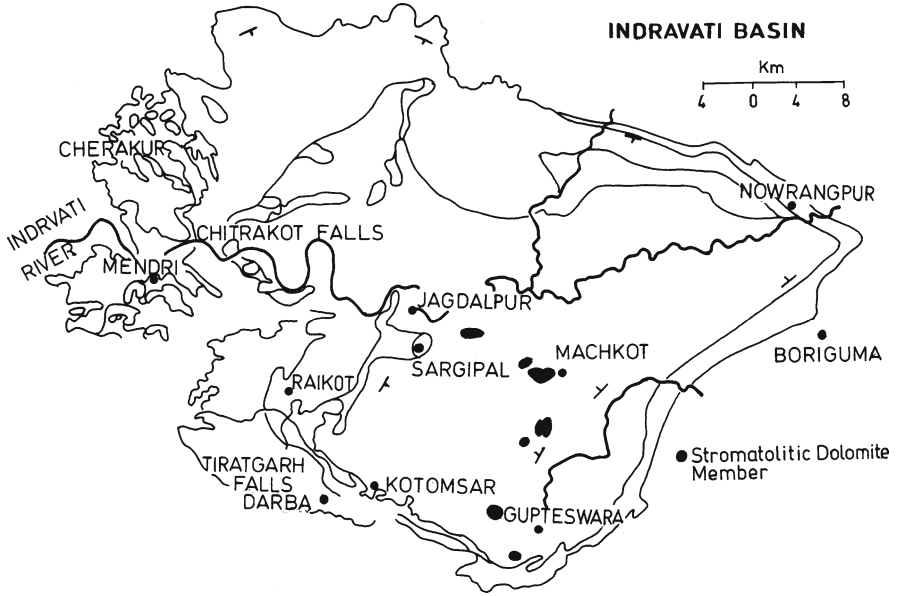 INDRAVATI BASIN
Km
4 0 4 8
CHERAKUR
NOWRANGPUR
INDRVATI
RIVER
CHITRAKOT FALLS
MENDRI
JAGDALPUR
BORIGUMA
MACHKOT
SARGIPAL
RAIKOT
Stromatolitic Dolomite
Member
TIRATGARH
FALLS
DARBA
KOTOMSAR
GUPTESWARA